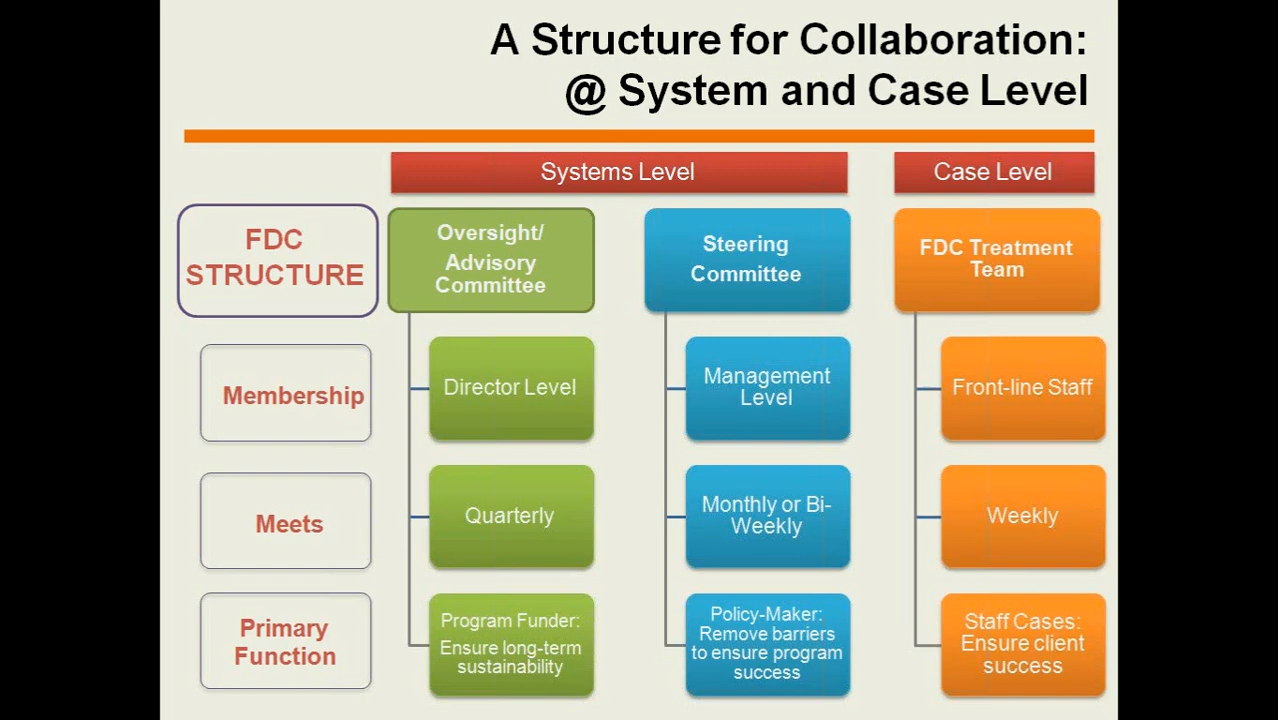 A Structure for Collaboration:
@ System and Case Level
Systems Level
Case Level
FDC
STRUCTURE
Oversight/
Advisory
Committee
Steering
Committee
FDC Treatment
Team
Membership
Director Level
Management
Level
Front-line Staff
Meets
Quarterly
Monthly or Bi-
Weekly
Weekly
Primary
Function
Program Funder:
Ensure long-term
sustainability
Policy-Maker:
Remove barriers
to ensure program
success
Staff Cases:
Ensure client
success